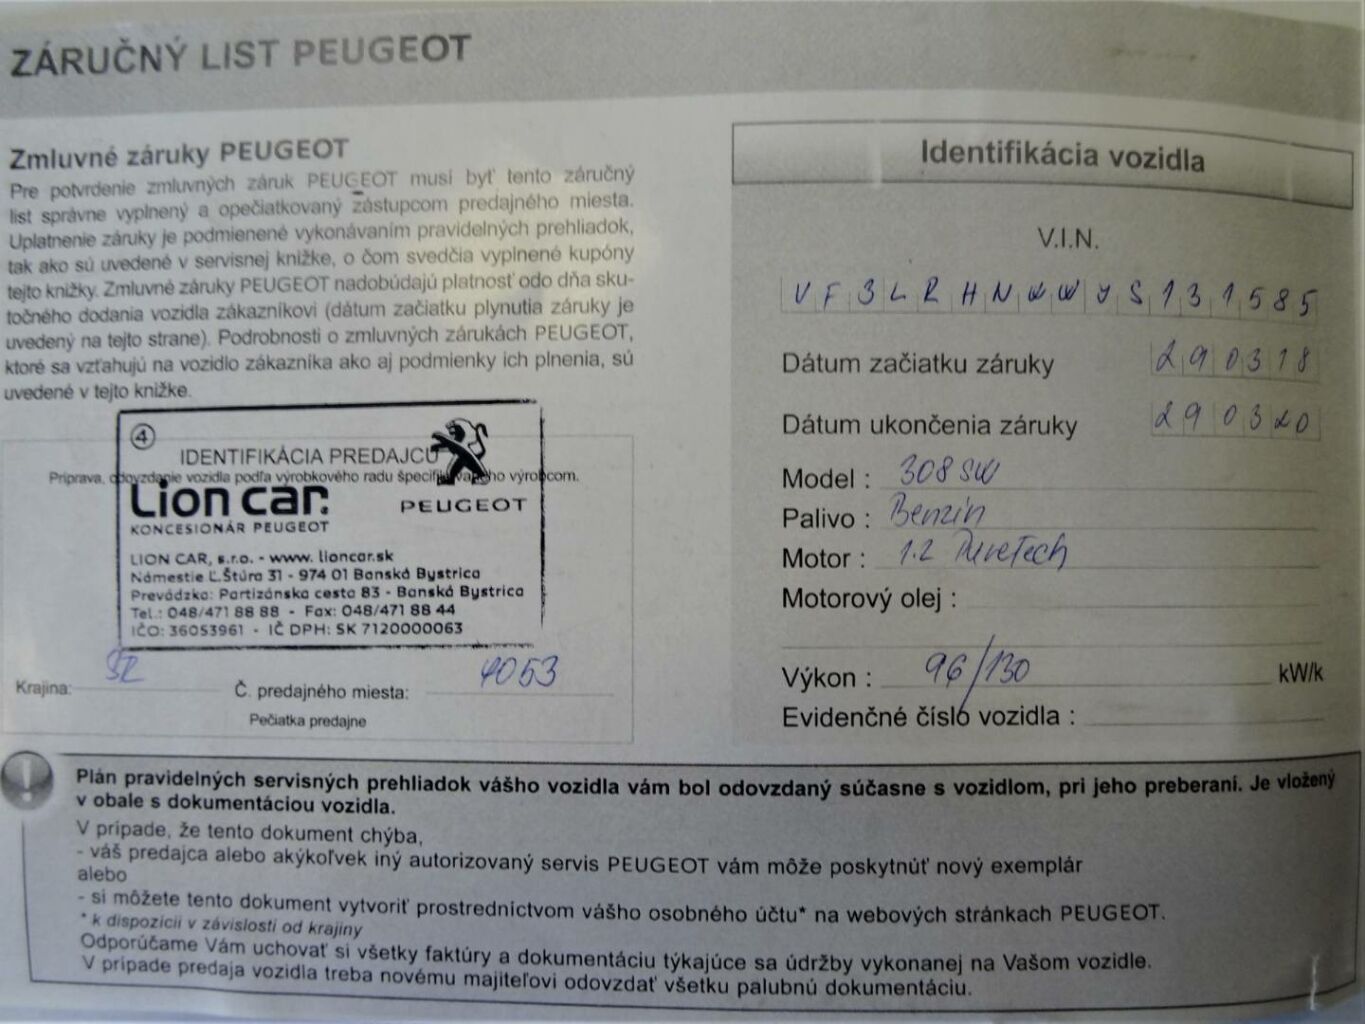 ZÁRUČNÝ LIST PEUGEOT
Zmluvné záruky PEUGEOT
Pre potvrdenie zmluvných záruk PEUGEOT musí byť tento záručný
list správne vyplnený a opečiatkovaný zástupcom predajného miesta.
Uplatnenie záruky je podmienené vykonávaním pravidelných prehliadok,
tak ako sú uvedené v servisnej knižke, o čom svedčia vyplnené kupóny
tejto knižky. Zmluvné záruky PEUGEOT nadobúdajú platnosť odo dňa sku-
točného dodania vozidla zákazníkovi (dátum začiatku plynutia záruky je
uvedený na tejto strane). Podrobnosti o zmluvných zárukách PEUGEOT,
ktoré sa vzťahujú na vozidlo zákazníka ako aj podmienky ich plnenia, sú
uvedené v tejto knižke.
4
IDENTIFIKÁCIA PREDAJCU
Príprava, odovzdanie vozidla podľa výrobkového radu špecifikovaného výrobcom.
Lion car.
PEUGEOT
KONCESIONÁR PEUGEOT
LION CAR, s.r.o. - www. lioncar.sk
Námestie Ľ.Štúra 31 - 974 01 Banská Bystrica
Prevádzka: Partizánska cesta 83 - Banská Bystrica
Tel.: 048/471 88 88 - Fax: 048/471 88 44
IČO: 36053961 - IČ DPH: SK 7120000063
Krajina:
Č. predajného miesta: 4053
Pečiatka predajne
Identifikácia vozidla
V.I.N.
Dátum začiatku záruky 290318
Dátum ukončenia záruky 290320
Model : 308 SW
Palivo : Benzín
Motor : 1.2 PureTech
Motorový olej :
Výkon : 96/130 kW/k
Evidenčné číslo vozidla :
Plán pravidelných servisných prehliadok vášho vozidla vám bol odovzdaný súčasne s vozidlom, pri jeho preberaní. Je vložený
v obale s dokumentáciou vozidla.
V prípade, že tento dokument chýba,
- váš predajca alebo akýkoľvek iný autorizovaný servis PEUGEOT vám môže poskytnúť nový exemplár
alebo
- si môžete tento dokument vytvoriť prostredníctvom vášho osobného účtu* na webových stránkach PEUGEOT.
* k dispozícii v závislosti od krajiny
Odporúčame Vám uchovať si všetky faktúry a dokumentáciu týkajúce sa údržby vykonanej na Vašom vozidle.
V prípade predaja vozidla treba novému majiteľovi odovzdať všetku palubnú dokumentáciu.